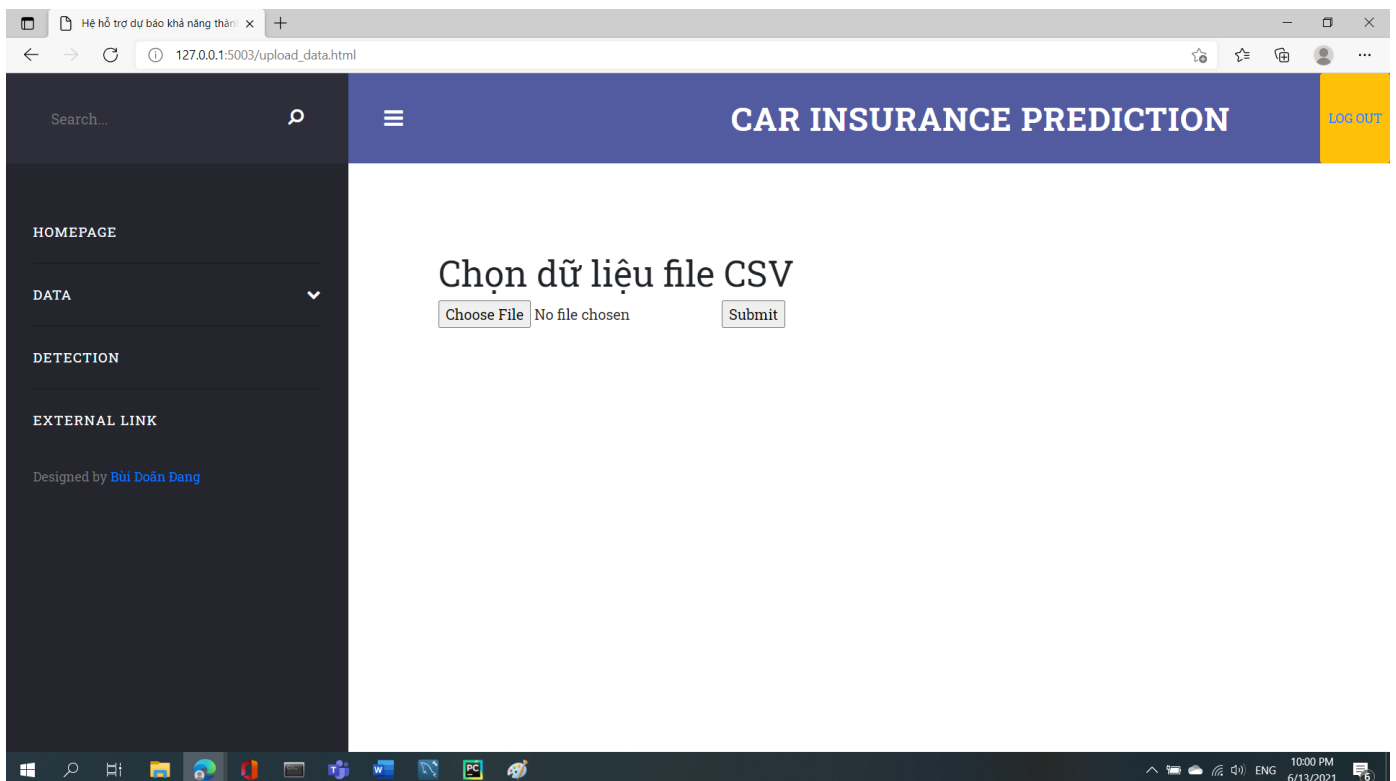 Hệ hỗ trợ dự báo khả năng thàn
127.0.0.1:5003/upload_data.html
Search...
CAR INSURANCE PREDICTION
LOG OUT
HOMEPAGE
DATA
DETECTION
EXTERNAL LINK
Designed by Bùi Doãn Đang
Chọn dữ liệu file CSV
Choose File No file chosen Submit
ENG
10:00 PM
6/13/2021
6